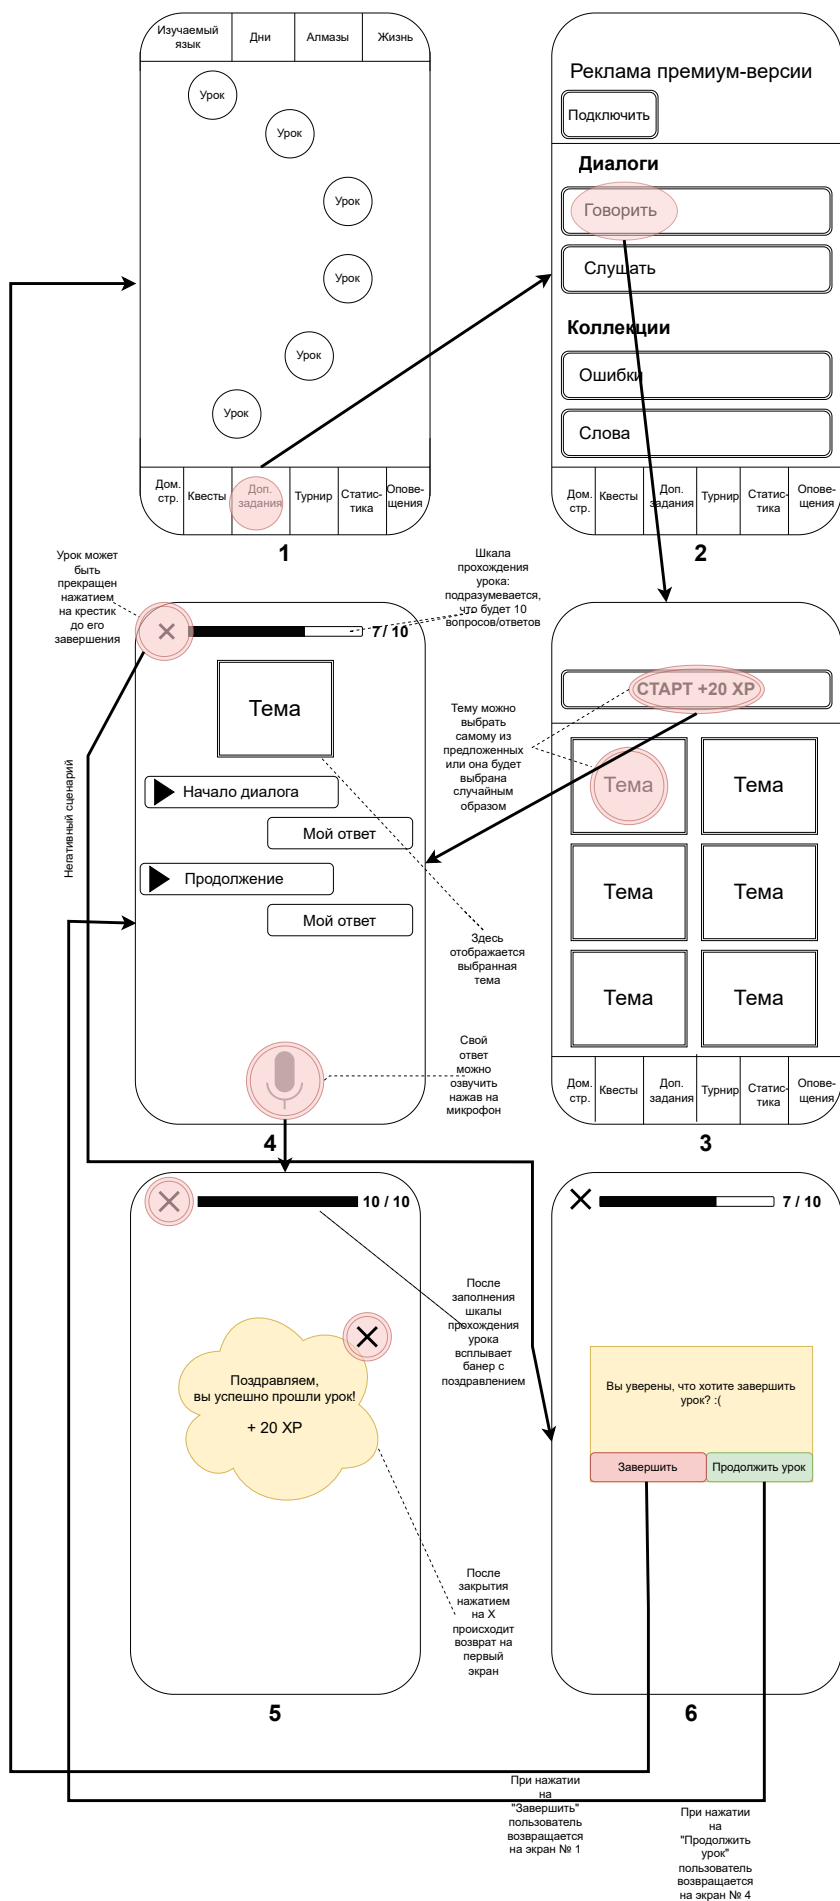 Изучаемый
язык
Дни
Алмазы
Жизнь
Урок
Урок
Урок
Урок
Урок
Урок
Дом.
стр.
Квесты
Доп.
задания
Турнир
Статис-
тика
Опове-
щения
1
Реклама премиум-версии
Подключить
Диалоги
Говорить
Слушать
Коллекции
Ошибки
Слова
Дом.
стр.
Квесты
Доп.
задания
Турнир
Статис-
тика
Опове-
щения
2
Урок может
быть
прекращен
нажатием
на крестик
до его
завершения
Шкала
прохождения
урока:
подразумевается,
что будет 10
вопросов/ответов
7 / 10
Тема
Начало диалога
Мой ответ
Продолжение
Мой ответ
Негативный сценарий
Тему можно
выбрать
самому из
предложенных
или она будет
выбрана
случайным
образом
Здесь
отображается
выбранная
тема
Свой
ответ
можно
озвучить
нажав на
микрофон
4
СТАРТ +20 XP
Тема
Тема
Тема
Тема
Тема
Тема
Дом.
стр.
Квесты
Доп.
задания
Турнир
Статис-
тика
Опове-
щения
3
10 / 10
Поздравляем,
вы успешно прошли урок!
+ 20 XP
После
заполнения
шкалы
прохождения
урока
всплывает
банер с
поздравлением
После
закрытия
нажатием
на X
происходит
возврат на
первый
экран
5
7 / 10
Вы уверены, что хотите завершить
урок? :(
Завершить
Продолжить урок
6
При нажатии
на
"Завершить"
пользователь
возвращается
на экран № 1
При нажатии
на
"Продолжить
урок"
пользователь
возвращается
на экран № 4